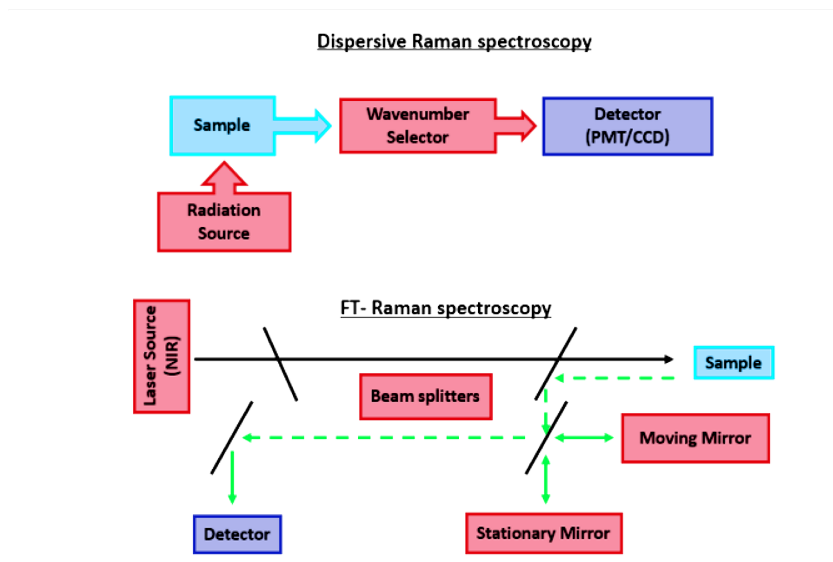 Dispersive Raman spectroscopy
Sample
Wavenumber
Selector
Detector
(PMT/CCD)
Radiation
Source
FT- Raman spectroscopy
Laser Source
(NIR)
Sample
Beam splitters
Moving Mirror
Detector
Stationary Mirror